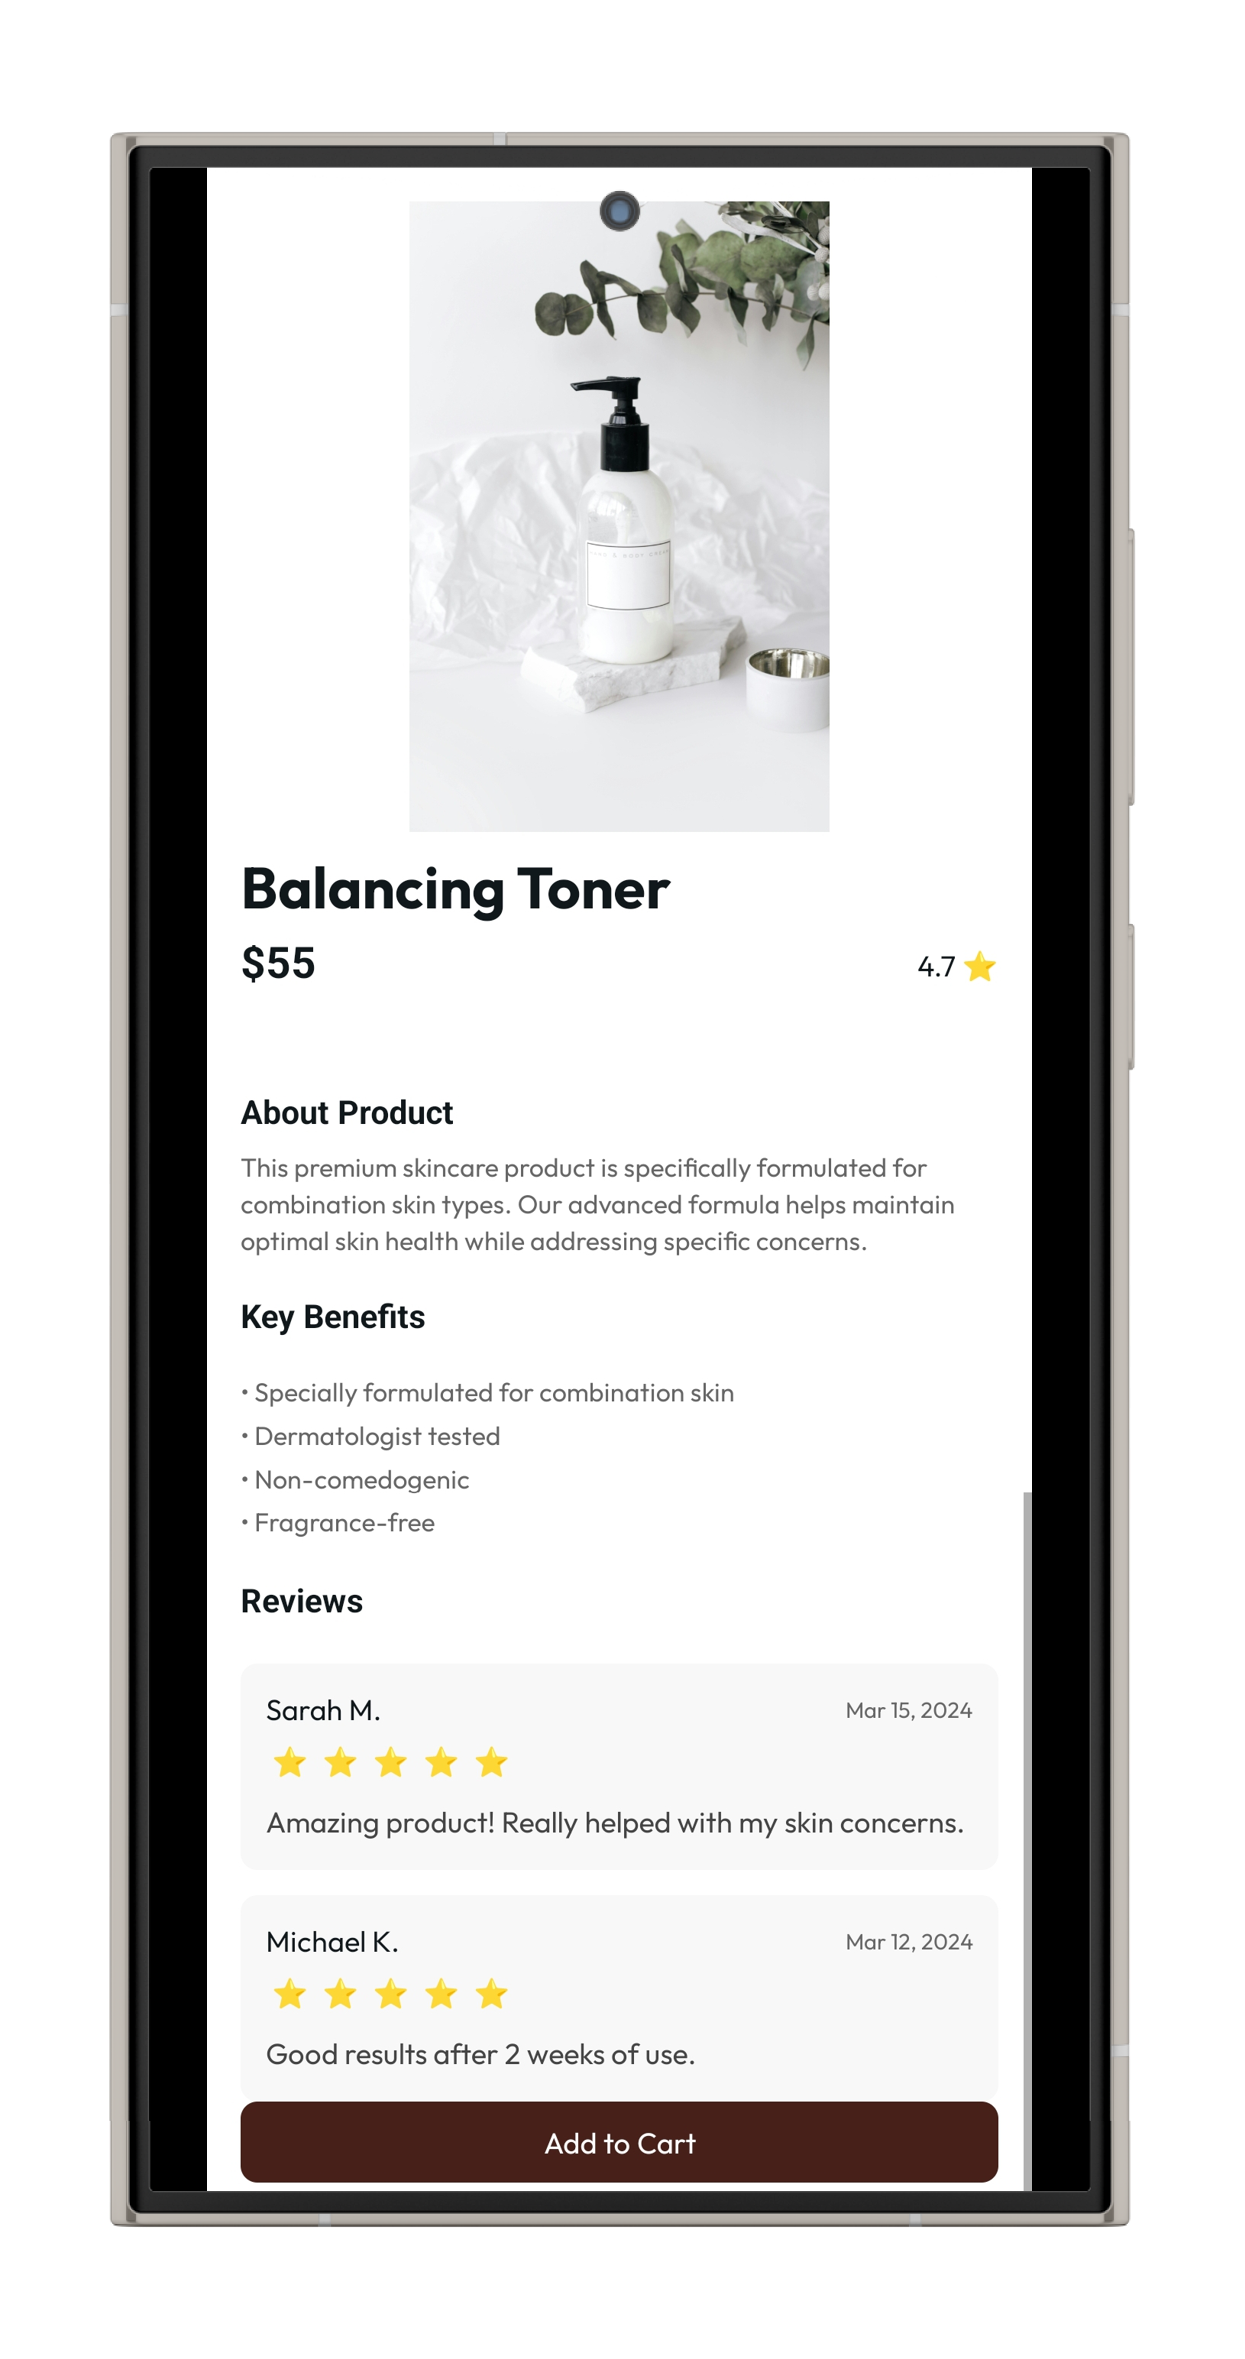 Balancing Toner
$55
4.7
About Product
This premium skincare product is specifically formulated for
combination skin types. Our advanced formula helps maintain
optimal skin health while addressing specific concerns.
Key Benefits
• Specially formulated for combination skin
• Dermatologist tested
• Non-comedogenic
• Fragrance-free
Reviews
Sarah M.
Mar 15, 2024
Amazing product! Really helped with my skin concerns.
Michael K.
Mar 12, 2024
Good results after 2 weeks of use.
Add to Cart